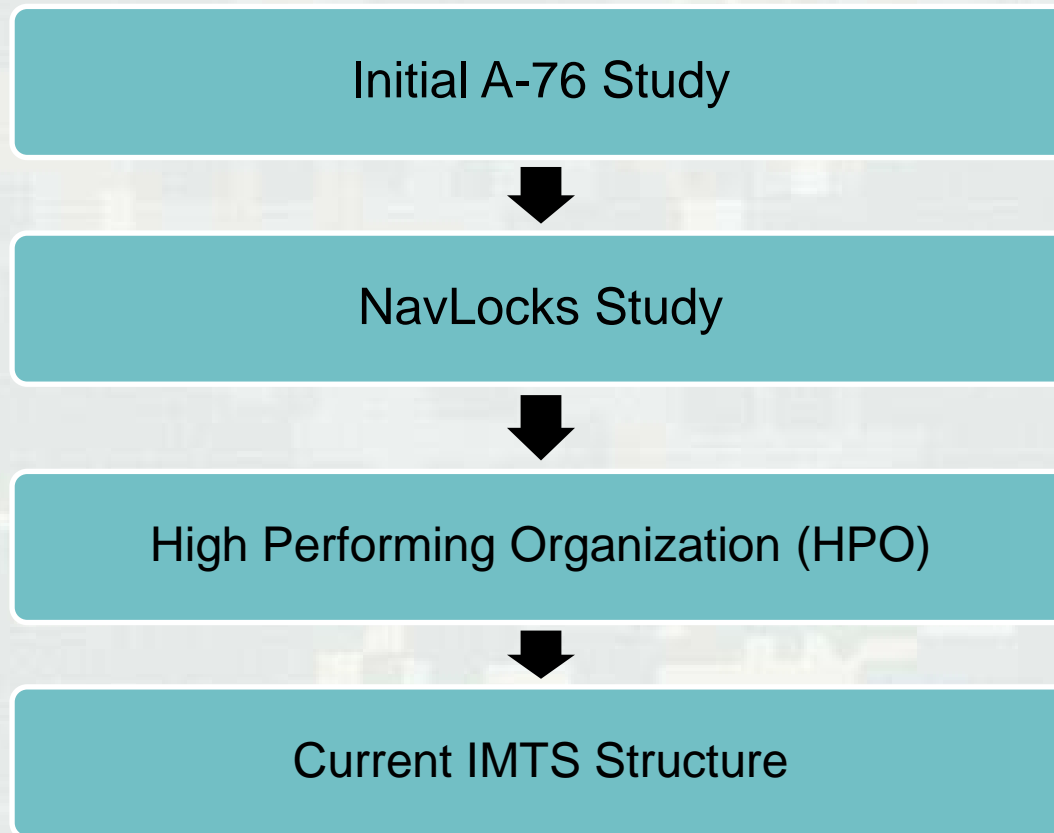 Initial A-76 Study
NavLocks Study
High Performing Organization (HPO)
Current IMTS Structure